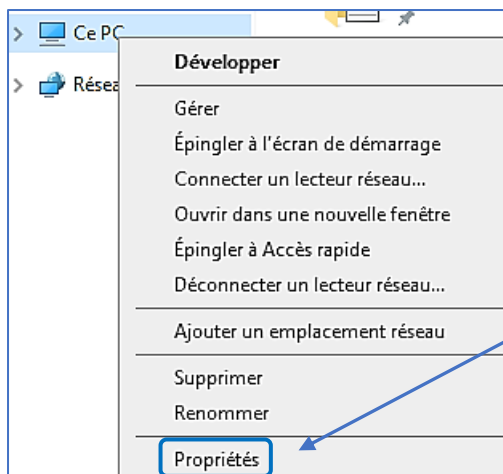 Ce PC
Développer
Résea
Gérer
Épingler à l'écran de démarrage
Connecter un lecteur réseau...
Ouvrir dans une nouvelle fenêtre
Épingler à Accès rapide
Déconnecter un lecteur réseau...
Ajouter un emplacement réseau
Supprimer
Renommer
Propriétés